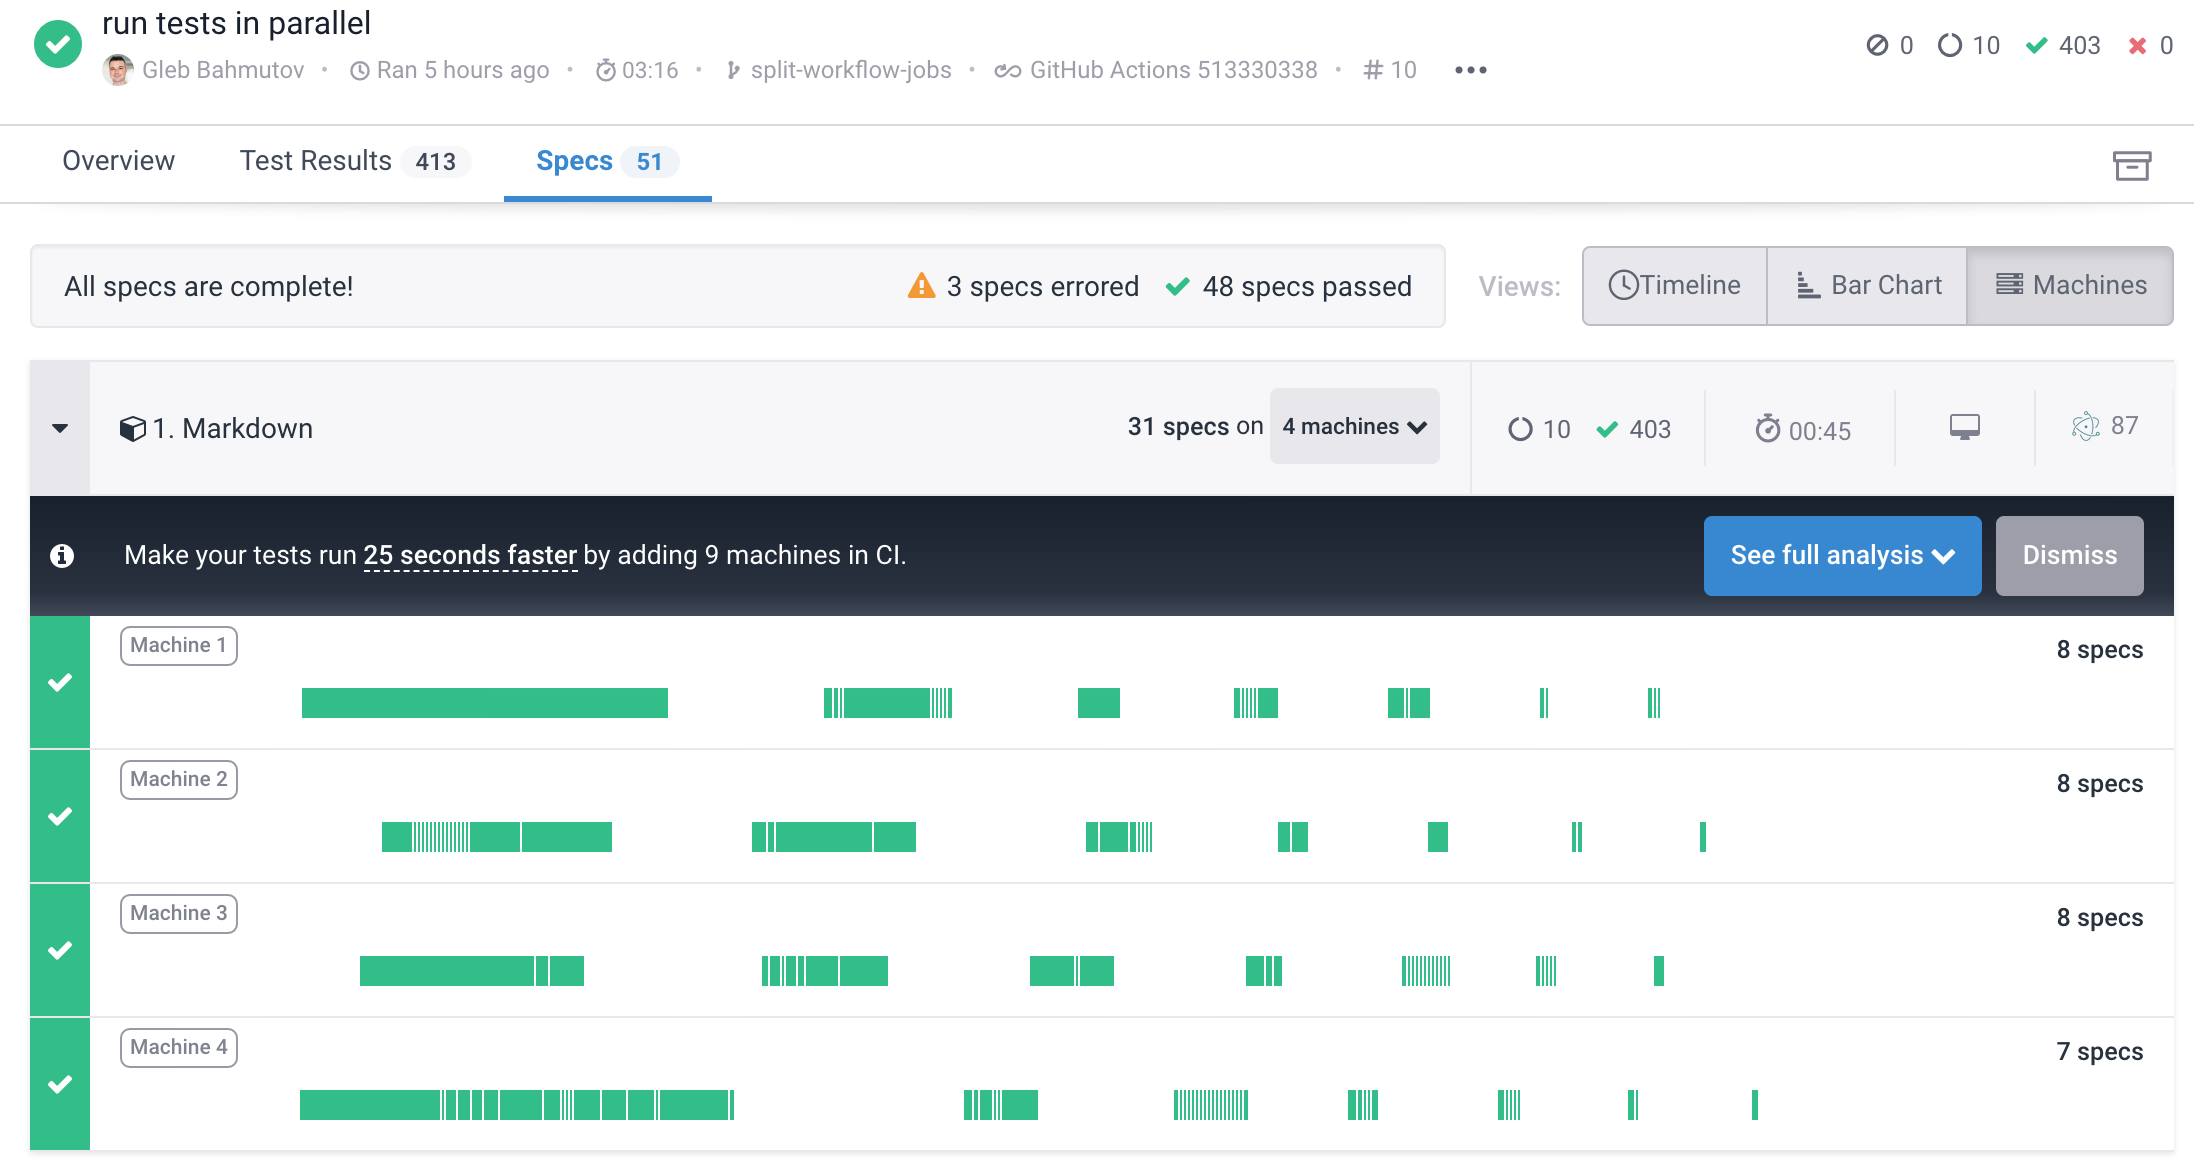 run tests in parallel
Gleb Bahmutov • Ran 5 hours ago • 03:16 • split-workflow-jobs • GitHub Actions 513330338 • # 10 •••
0 10 403 0
Overview Test Results 413 Specs 51
All specs are complete! 3 specs errored 48 specs passed Views: Timeline Bar Chart Machines
1. Markdown 31 specs on 4 machines 10 403 00:45 87
Make your tests run 25 seconds faster by adding 9 machines in CI. See full analysis Dismiss
Machine 1 8 specs
Machine 2 8 specs
Machine 3 8 specs
Machine 4 7 specs